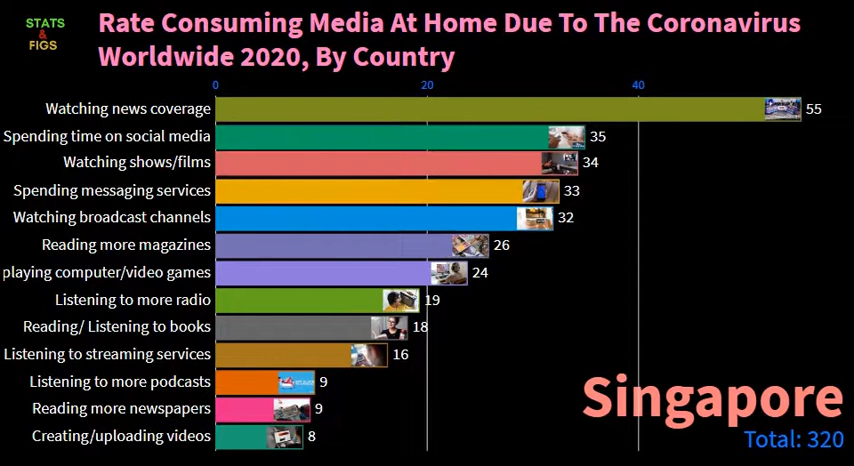 STATS
&
FIGS
Rate Consuming Media At Home Due To The Coronavirus
Worldwide 2020, By Country
0 20 40
Watching news coverage 55
Spending time on social media 35
Watching shows/films 34
Spending messaging services 33
Watching broadcast channels 32
Reading more magazines 26
playing computer/video games 24
Listening to more radio 19
Reading/ Listening to books 18
Listening to streaming services 16
Listening to more podcasts 9
Reading more newspapers 9
Creating/uploading videos 8
Singapore
Total: 320